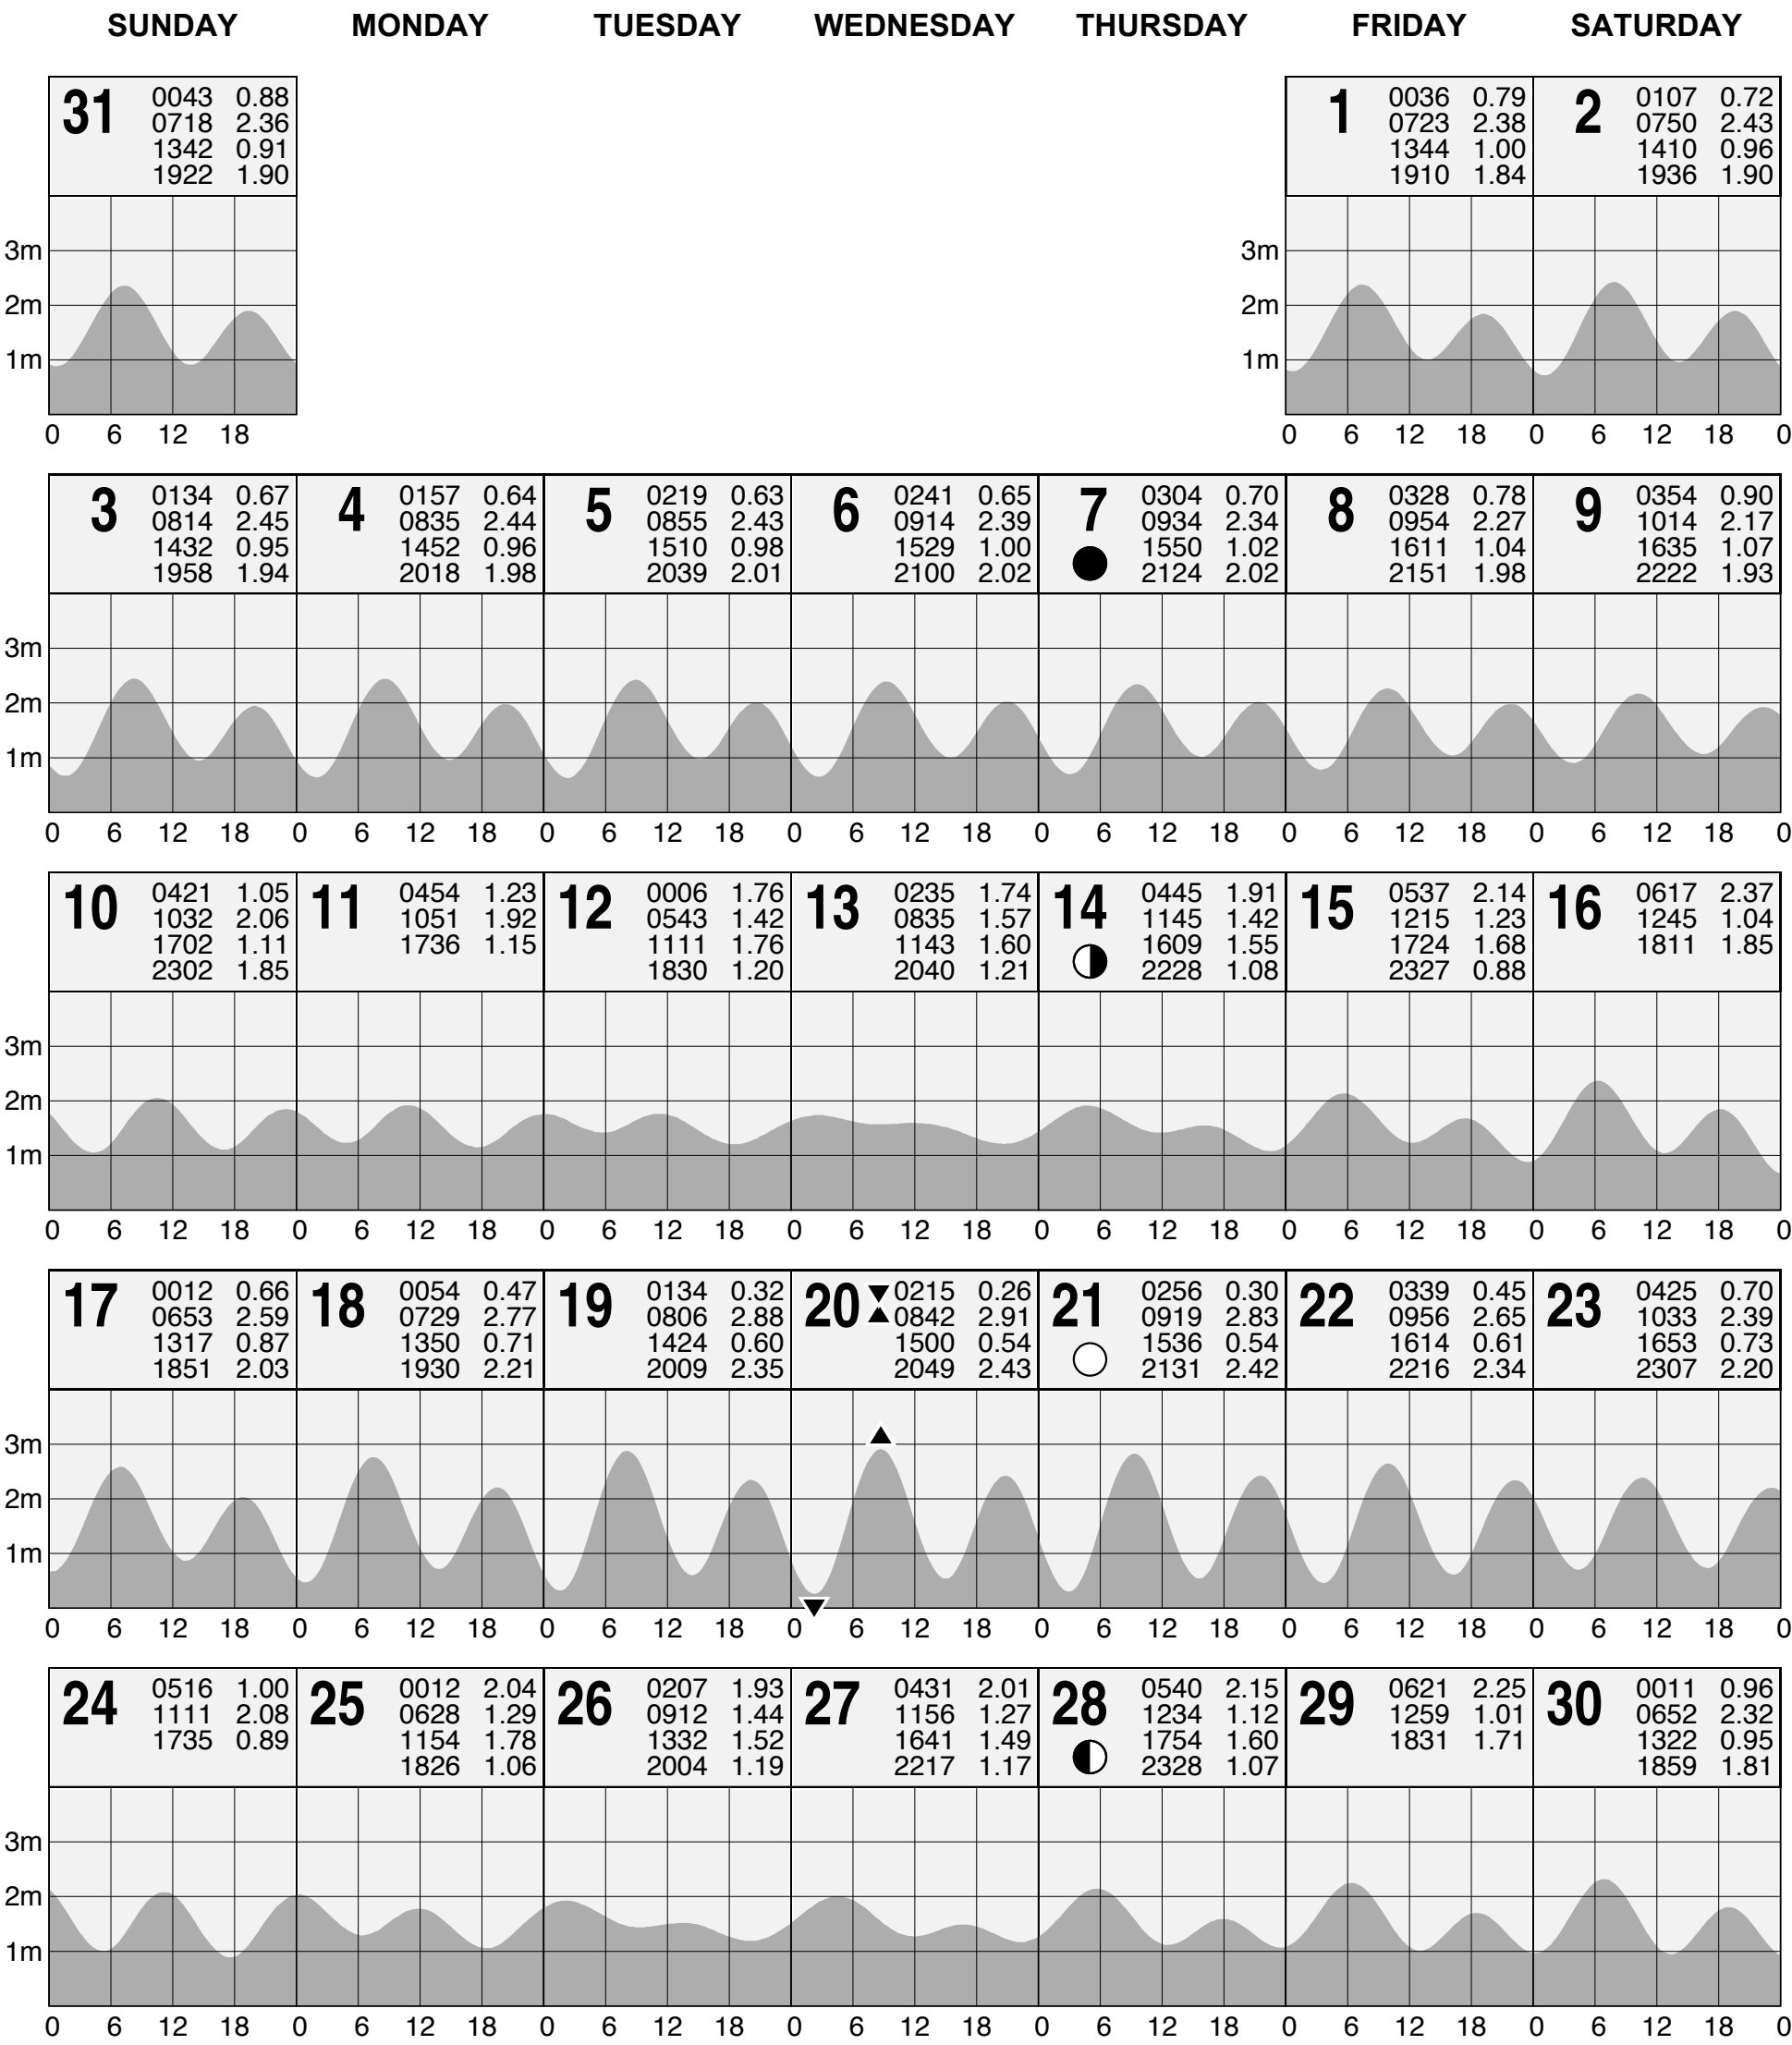 SUNDAY MONDAY TUESDAY WEDNESDAY THURSDAY FRIDAY SATURDAY
31 0043 0.88
0718 2.36
1342 0.91
1922 1.90
1 0036 0.79
0723 2.38
1344 1.00
1910 1.84
2 0107 0.72
0750 2.43
1410 0.96
1936 1.90
3m 3m
2m 2m
1m 1m
0 6 12 18 0 6 12 18 0 6 12 18 0
3 0134 0.67
0814 2.45
1432 0.95
1958 1.94
4 0157 0.64
0835 2.44
1452 0.96
2018 1.98
5 0219 0.63
0855 2.43
1510 0.98
2039 2.01
6 0241 0.65
0914 2.39
1529 1.00
2100 2.02
7 0304 0.70
0934 2.34
1550 1.02
2124 2.02
8 0328 0.78
0954 2.27
1611 1.04
2151 1.98
9 0354 0.90
1014 2.17
1635 1.07
2222 1.93
3m
2m
1m
0 6 12 18 0 6 12 18 0 6 12 18 0 6 12 18 0 6 12 18 0 6 12 18 0 6 12 18 0
10 0421 1.05
1032 2.06
1702 1.11
2302 1.85
11 0454 1.23
1051 1.92
1736 1.15
12 0006 1.76
0543 1.42
1111 1.76
1830 1.20
13 0235 1.74
0835 1.57
1143 1.60
2040 1.21
14 0445 1.91
1145 1.42
1609 1.55
2228 1.08
15 0537 2.14
1215 1.23
1724 1.68
2327 0.88
16 0617 2.37
1245 1.04
1811 1.85
3m
2m
1m
0 6 12 18 0 6 12 18 0 6 12 18 0 6 12 18 0 6 12 18 0 6 12 18 0 6 12 18 0
17 0012 0.66
0653 2.59
1317 0.87
1851 2.03
18 0054 0.47
0729 2.77
1350 0.71
1930 2.21
19 0134 0.32
0806 2.88
1424 0.60
2009 2.35
20 0215 0.26
0842 2.91
1500 0.54
2049 2.43
21 0256 0.30
0919 2.83
1536 0.54
2131 2.42
22 0339 0.45
0956 2.65
1614 0.61
2216 2.34
23 0425 0.70
1033 2.39
1653 0.73
2307 2.20
3m
2m
1m
0 6 12 18 0 6 12 18 0 6 12 18 0 6 12 18 0 6 12 18 0 6 12 18 0 6 12 18 0
24 0516 1.00
1111 2.08
1735 0.89
25 0012 2.04
0628 1.29
1154 1.78
1826 1.06
26 0207 1.93
0912 1.44
1332 1.52
2004 1.19
27 0431 2.01
1156 1.27
1641 1.49
2217 1.17
28 0540 2.15
1234 1.12
1754 1.60
2328 1.07
29 0621 2.25
1259 1.01
1831 1.71
30 0011 0.96
0652 2.32
1322 0.95
1859 1.81
3m
2m
1m
0 6 12 18 0 6 12 18 0 6 12 18 0 6 12 18 0 6 12 18 0 6 12 18 0 6 12 18 0